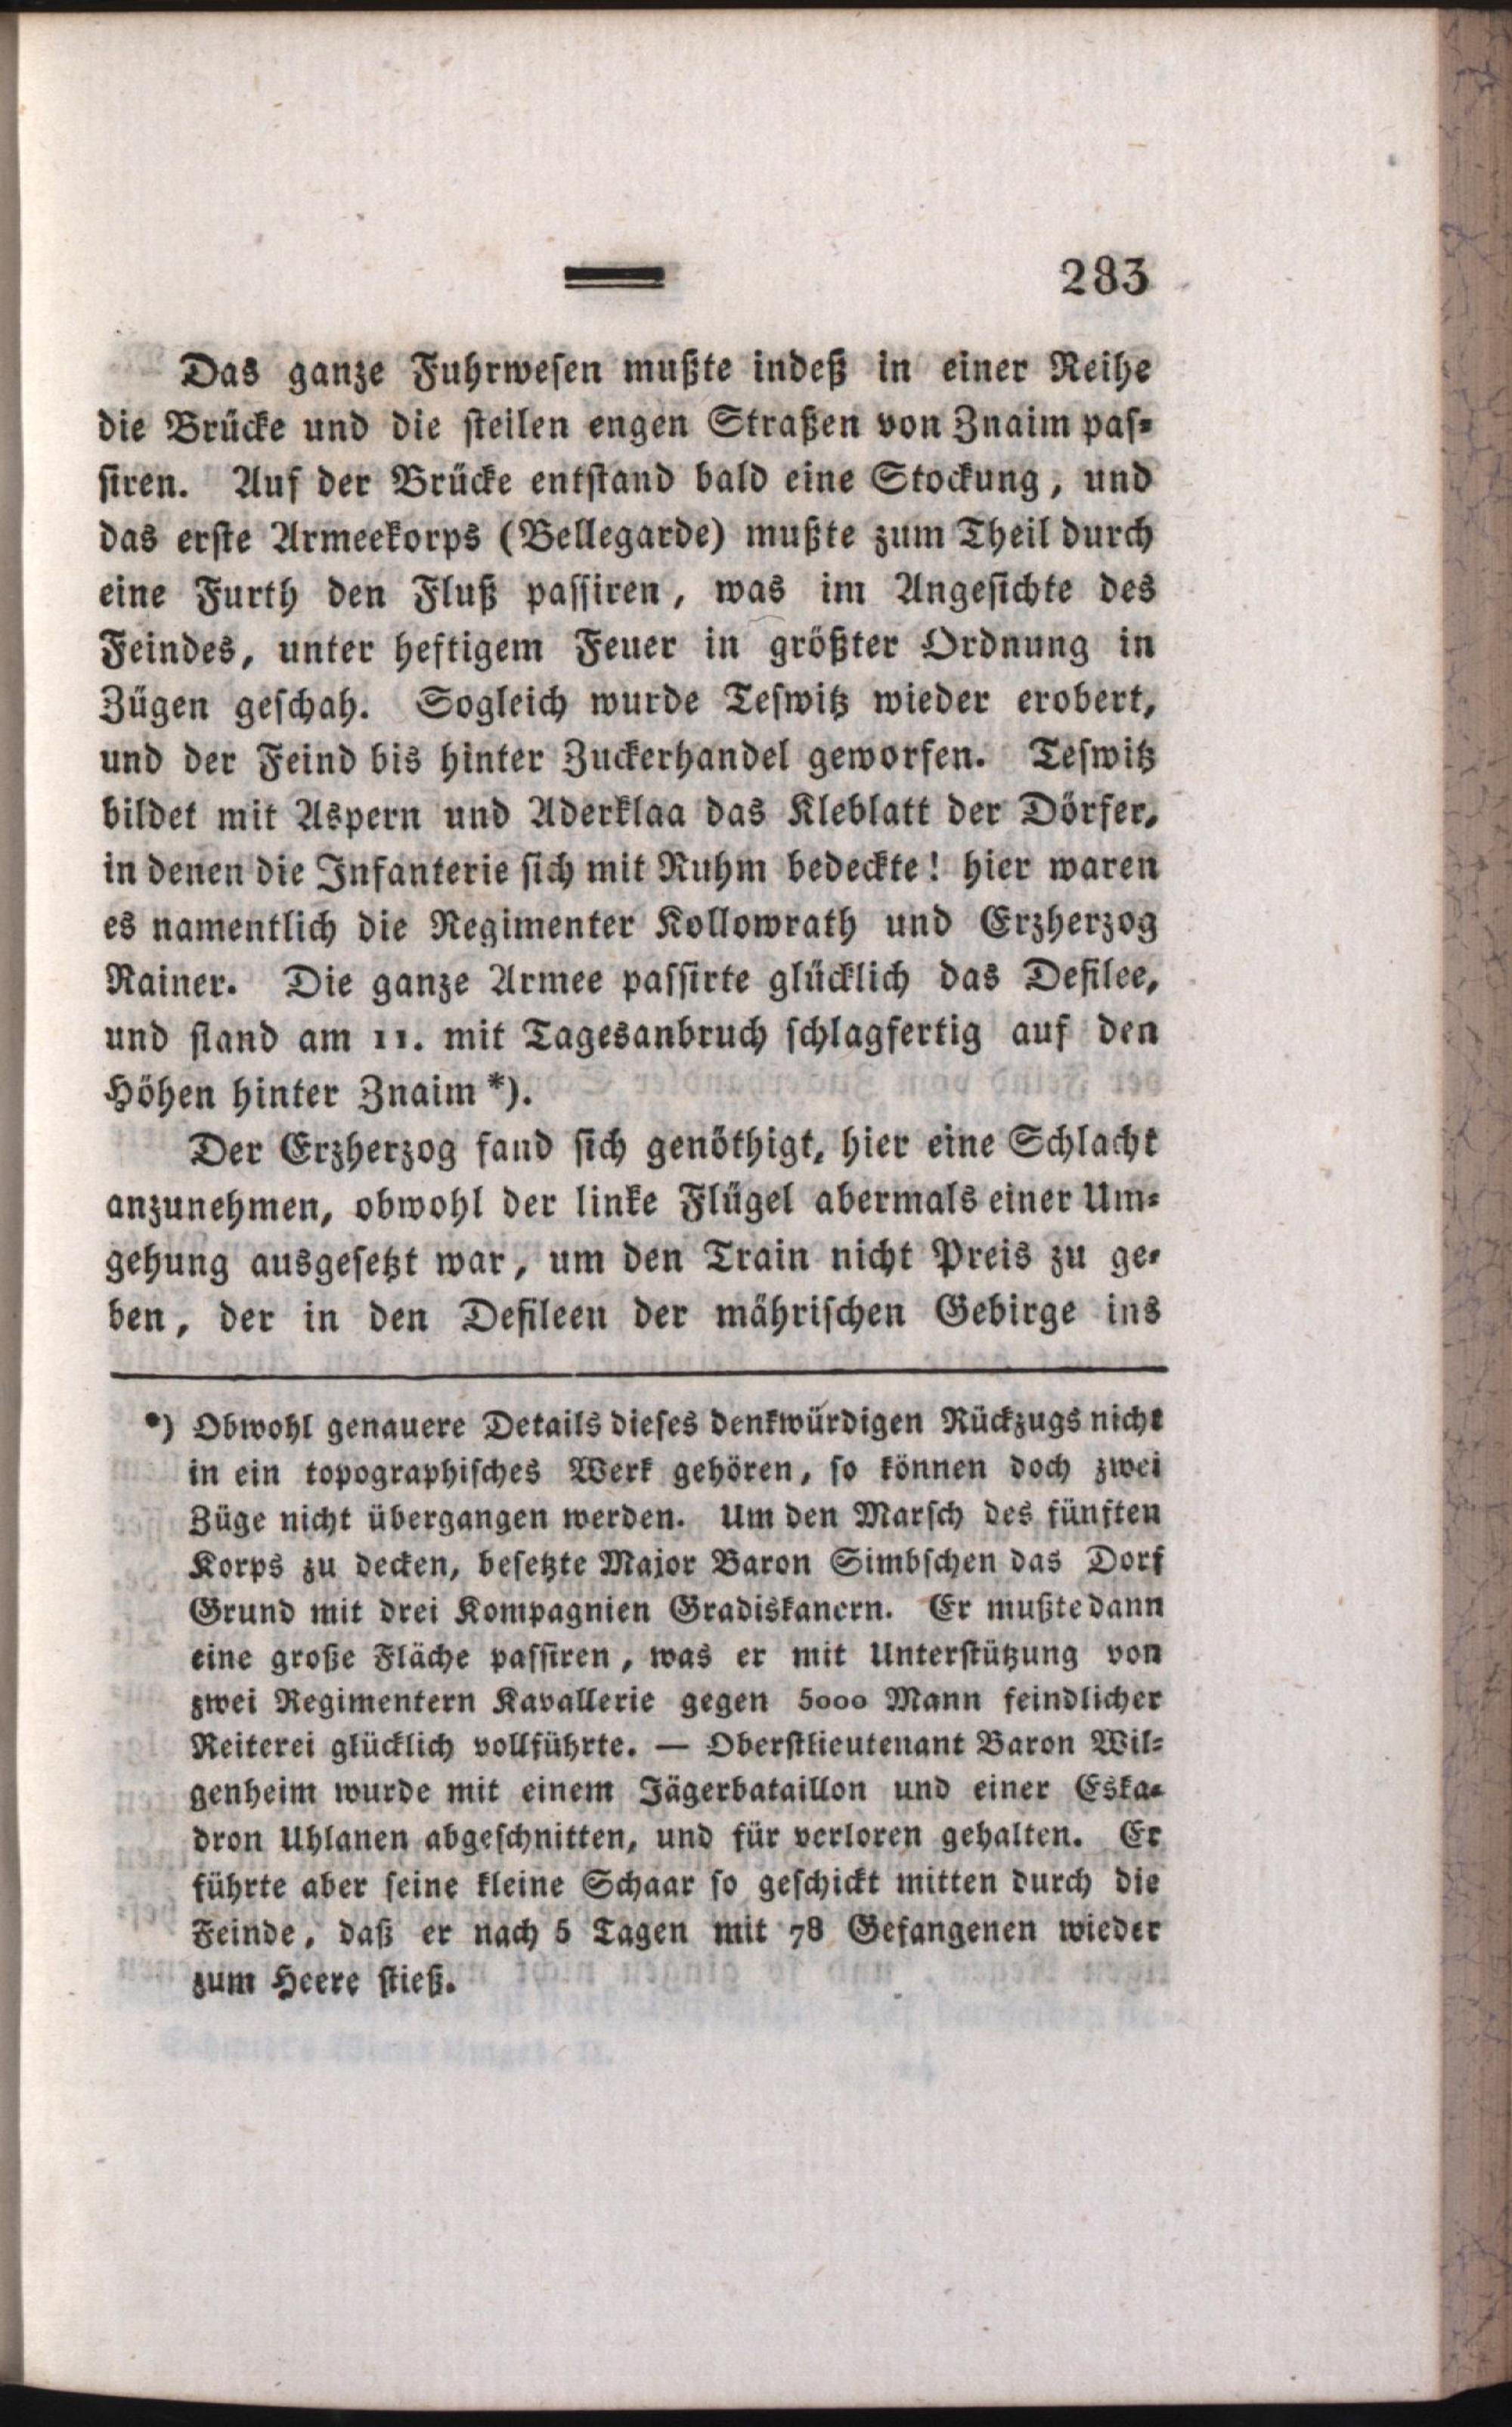 283
Das ganze Fuhrwesen mußte indeß in einer Reihe
die Brücke und die steilen engen Straßen von Znaim pas-
siren. Auf der Brücke entstand bald eine Stockung, und
das erste Armeekorps (Bellegarde) mußte zum Theil durch
eine Furth den Fluß passiren, was im Angesichte des
Feindes, unter heftigem Feuer in größter Ordnung in
Zügen geschah. Sogleich wurde Teswitz wieder erobert,
und der Feind bis hinter Zuckerhandel geworfen. Teswitz
bildet mit Aspern und Aderklaa das Kleblatt der Dörfer,
in denen die Infanterie sich mit Ruhm bedeckte! hier waren
es namentlich die Regimenter Kollowrath und Erzherzog
Rainer. Die ganze Armee passirte glücklich das Defilee,
und stand am 11. mit Tagesanbruch schlagfertig auf den
Höhen hinter Znaim *).
Der Erzherzog fand sich genöthigt, hier eine Schlacht
anzunehmen, obwohl der linke Flügel abermals einer Um-
gehung ausgesetzt war, um den Train nicht Preis zu ge-
ben, der in den Defileen der mährischen Gebirge ins
*) Obwohl genauere Details dieses denkwürdigen Rückzugs nicht
in ein topographisches Werk gehören, so können doch zwei
Züge nicht übergangen werden. Um den Marsch des fünften
Korps zu decken, besetzte Major Baron Simbschen das Dorf
Grund mit drei Kompagnien Gradiskanern. Er mußte dann
eine große Fläche passiren, was er mit Unterstützung von
zwei Regimentern Kavallerie gegen 5000 Mann feindlicher
Reiterei glücklich vollführte. — Oberstlieutenant Baron Wil-
genheim wurde mit einem Jägerbataillon und einer Eska-
dron Uhlanen abgeschnitten, und für verloren gehalten. Er
führte aber seine kleine Schaar so geschickt mitten durch die
Feinde, daß er nach 5 Tagen mit 78 Gefangenen wieder
zum Heere stieß.